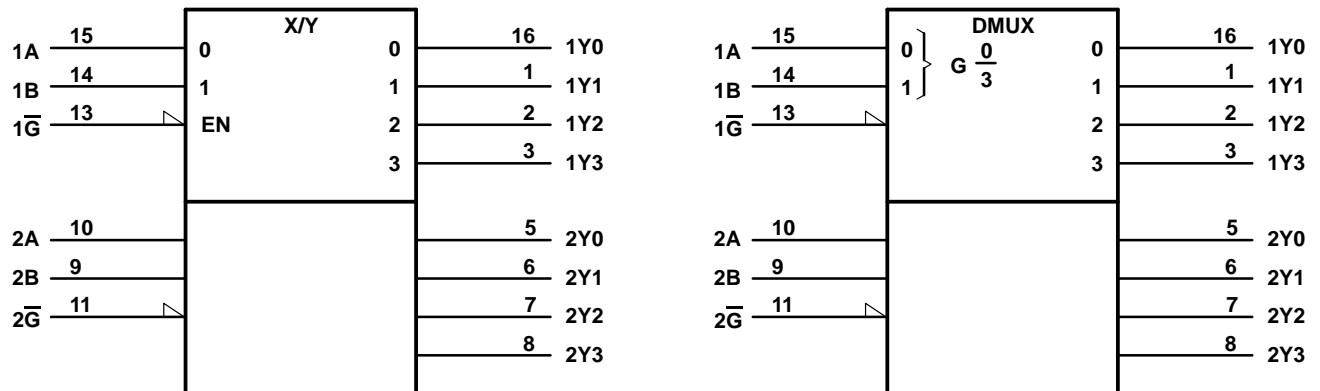 X/Y
1A 15 0 0 16 1Y0
1B 14 1 1 1 1Y1
1G̅ 13 EN 2 2 1Y2
3 3 1Y3
2A 10 5 2Y0
2B 9 6 2Y1
2G̅ 11 7 2Y2
8 2Y3
DMUX
1A 15 0 G 0/3 0 16 1Y0
1B 14 1 1 1 1Y1
1G̅ 13 2 2 1Y2
3 3 1Y3
2A 10 5 2Y0
2B 9 6 2Y1
2G̅ 11 7 2Y2
8 2Y3